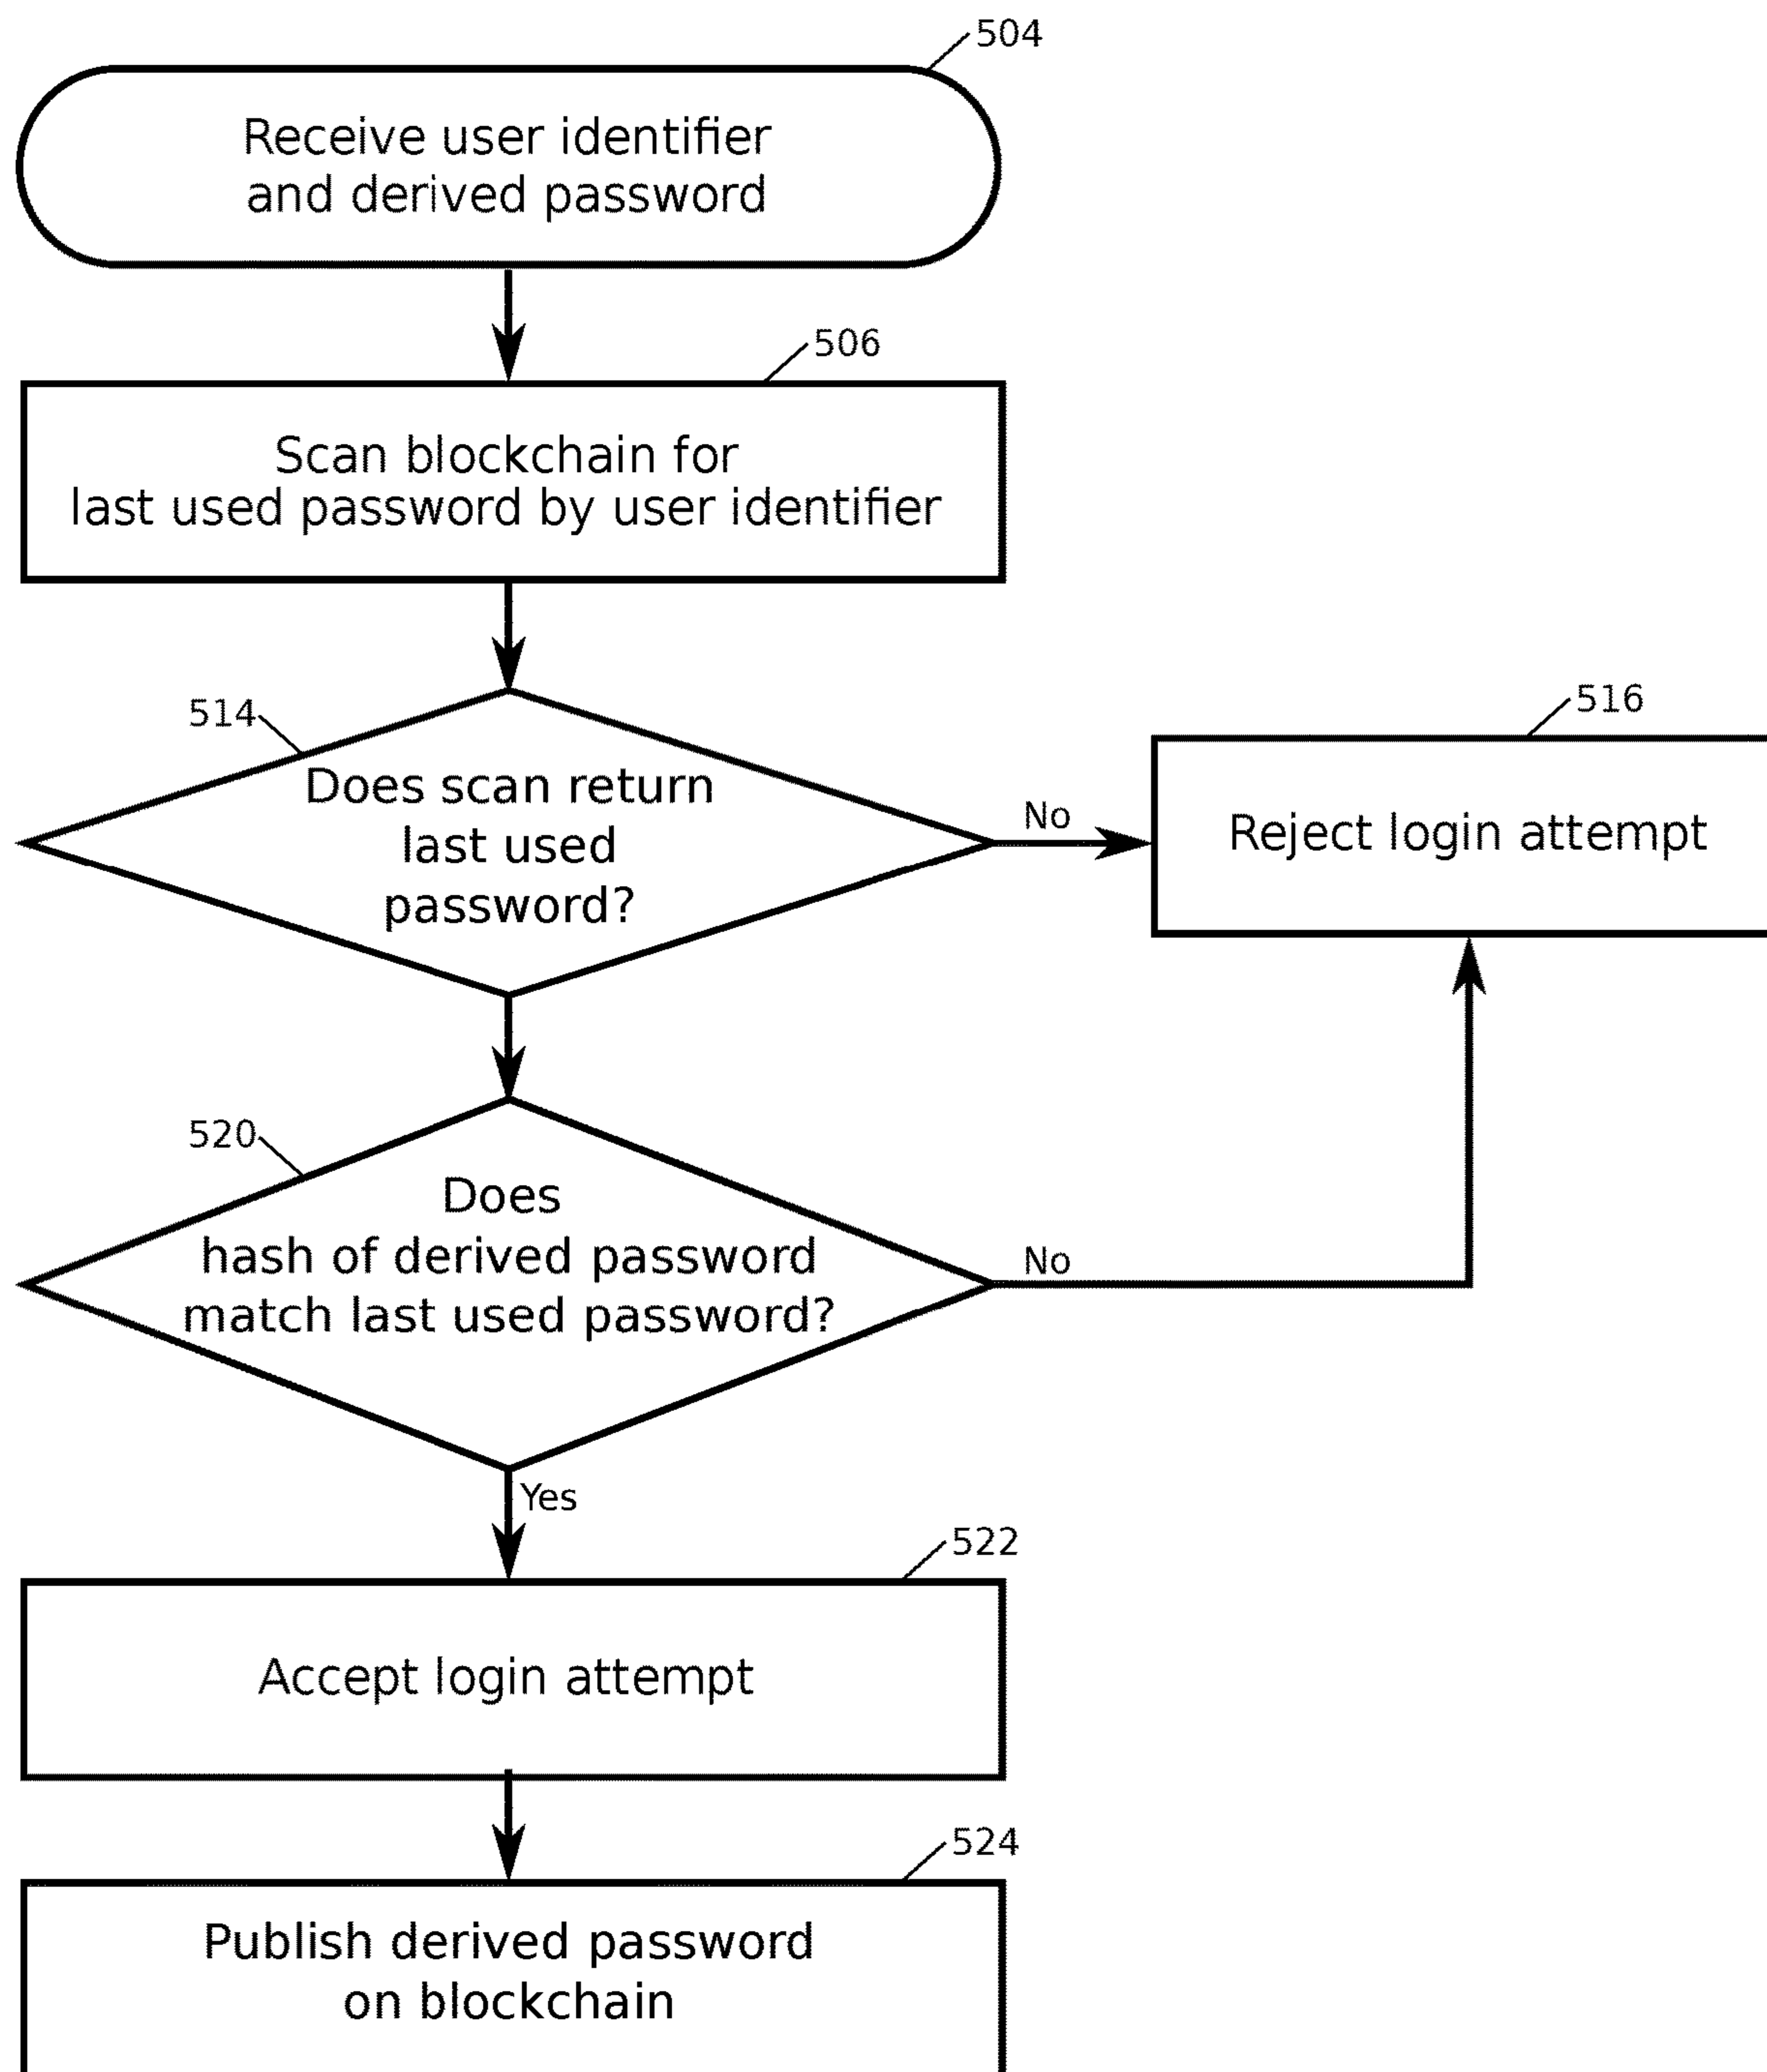 504
Receive user identifier
and derived password
506
Scan blockchain for
last used password by user identifier
514
Does scan return
last used
password?
No
516
Reject login attempt
520
Does
hash of derived password
match last used password?
No
Yes
522
Accept login attempt
524
Publish derived password
on blockchain